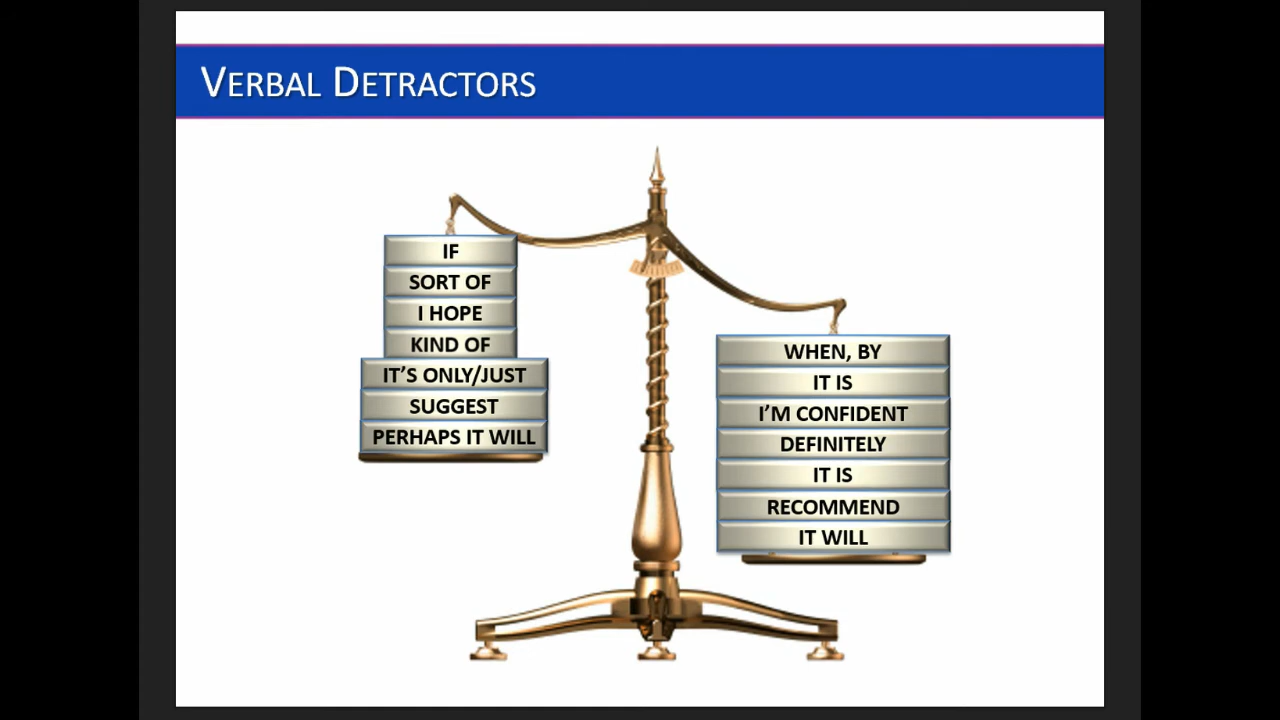 VERBAL DETRACTORS
IF
SORT OF
I HOPE
KIND OF
IT'S ONLY/JUST
SUGGEST
PERHAPS IT WILL
WHEN, BY
IT IS
I'M CONFIDENT
DEFINITELY
IT IS
RECOMMEND
IT WILL